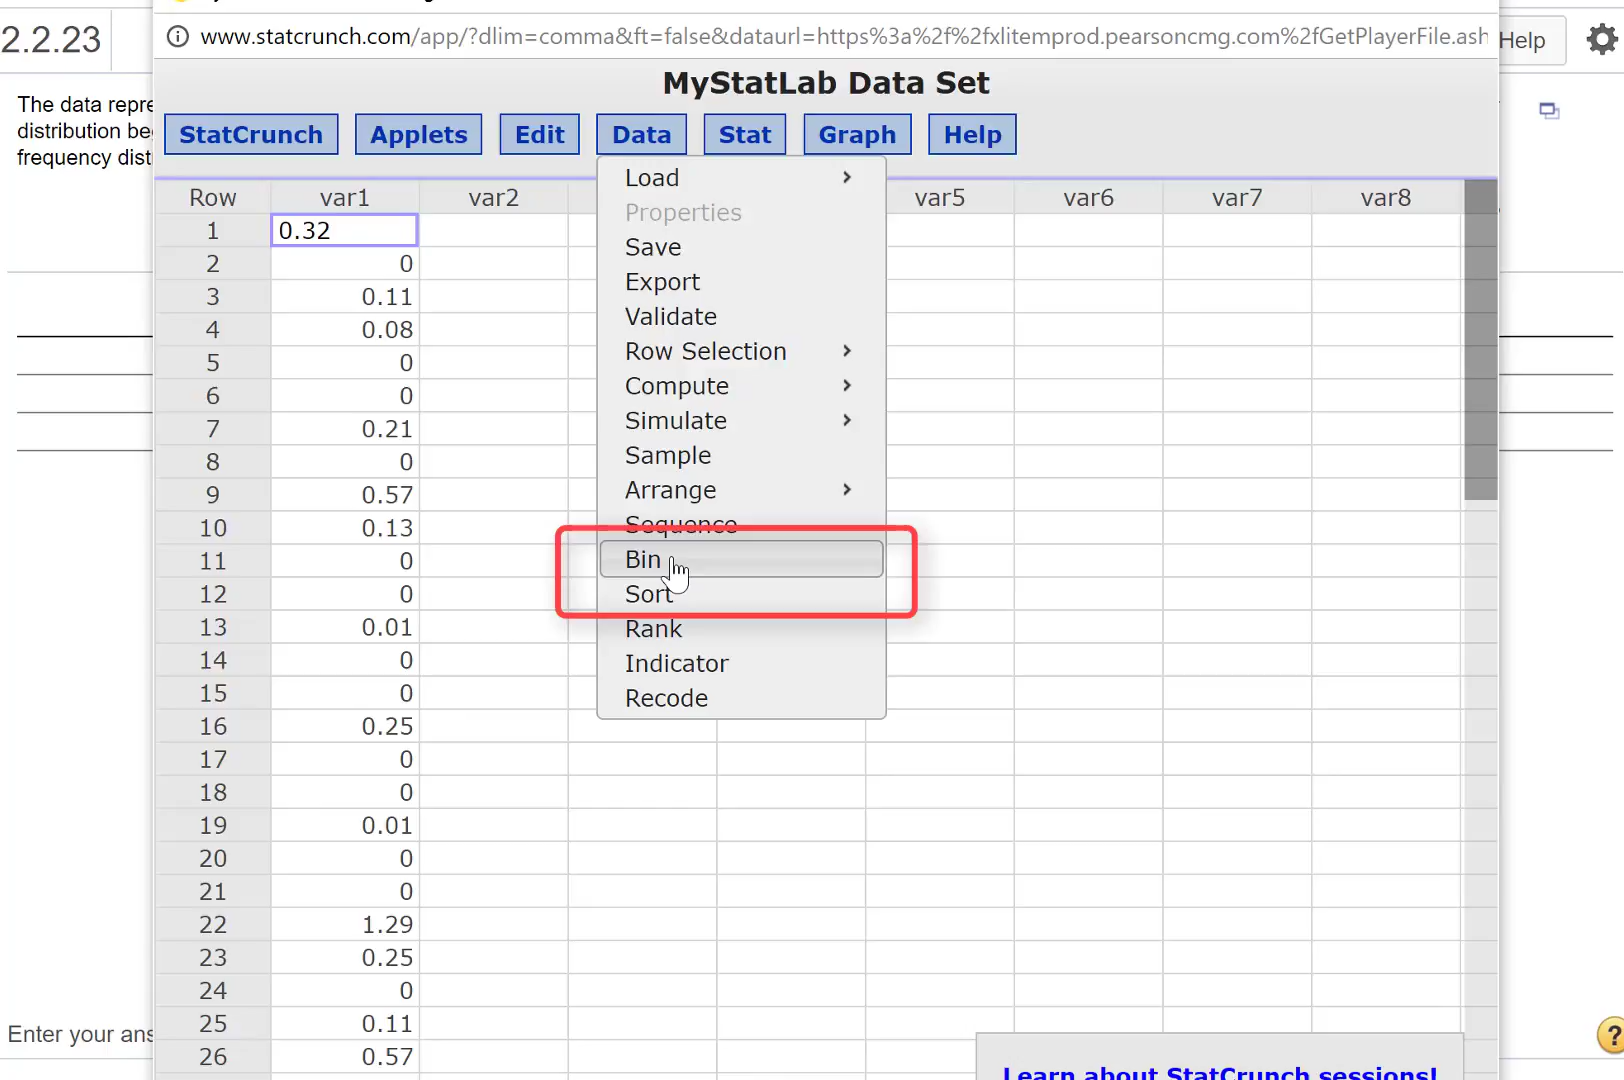 2.2.23
www.statcrunch.com/app/?dlim=comma&ft=false&dataurl=https%3a%2f%2fxlitemprod.pearsoncmg.com%2fGetPlayerFile.ash
Help
MyStatLab Data Set
The data repre
distribution be
frequency dist
StatCrunch Applets Edit Data Stat Graph Help
Load
Properties
Save
Export
Validate
Row Selection
Compute
Simulate
Sample
Arrange
Sequence
Bin
Sort
Rank
Indicator
Recode
Row var1 var2 var5 var6 var7 var8
1 0.32
2 0
3 0.11
4 0.08
5 0
6 0
7 0.21
8 0
9 0.57
10 0.13
11 0
12 0
13 0.01
14 0
15 0
16 0.25
17 0
18 0
19 0.01
20 0
21 0
22 1.29
23 0.25
24 0
25 0.11
26 0.57
Enter your ans
?
Learn about StatCrunch sessions!